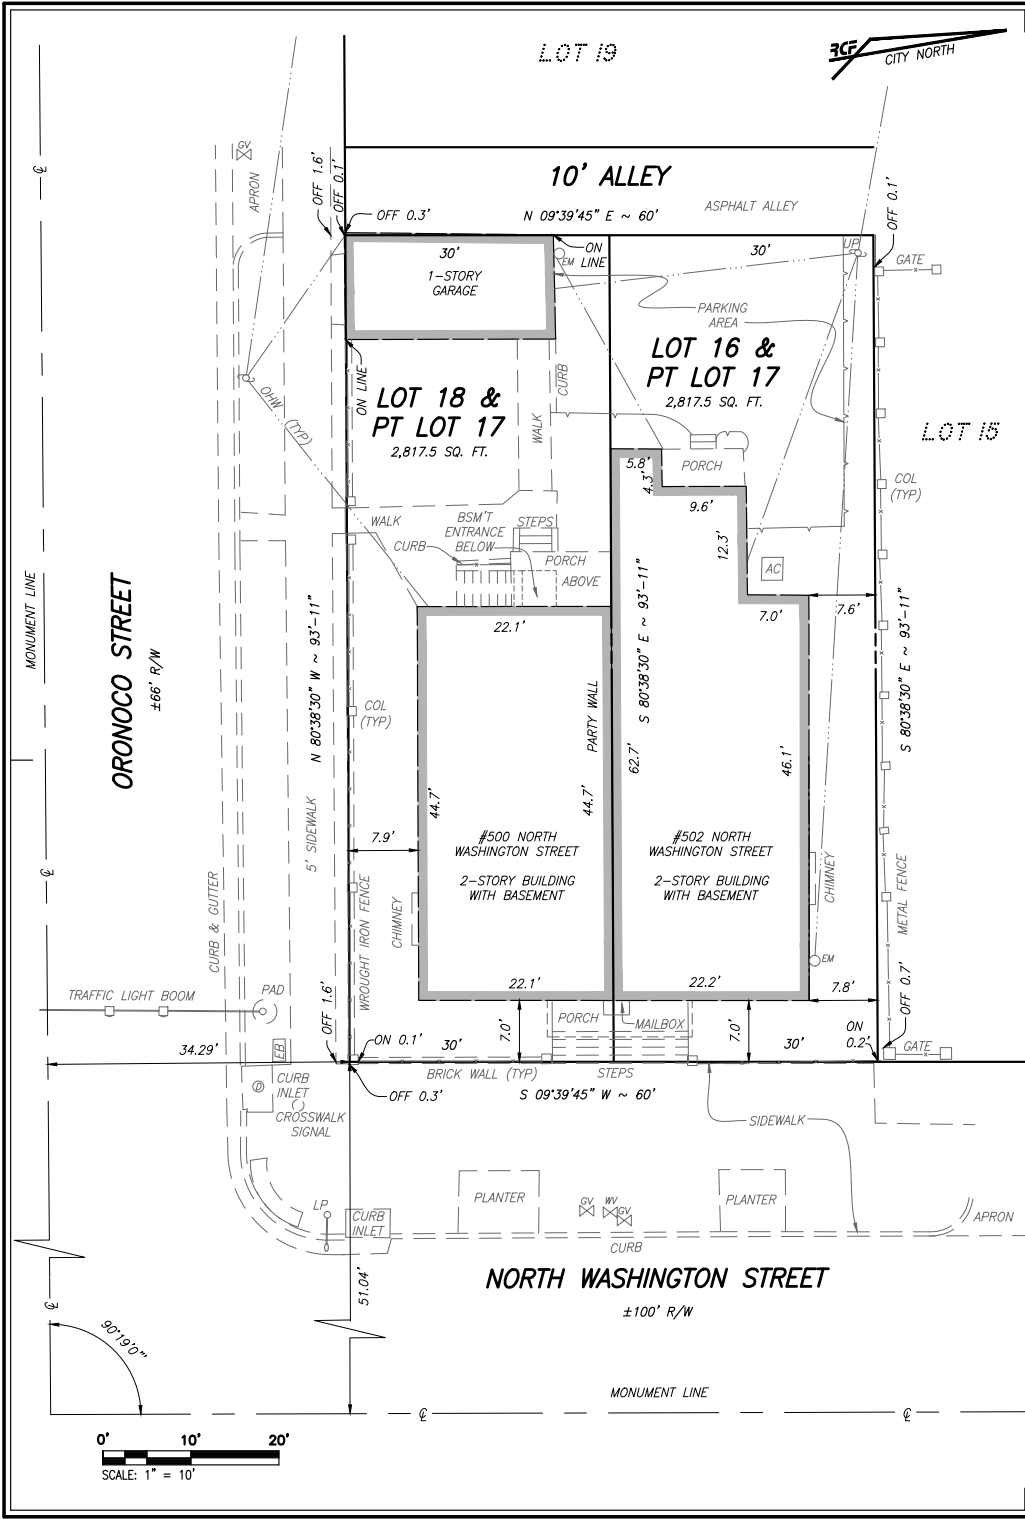 LOT 19
RCF
CITY NORTH
10' ALLEY
ASPHALT ALLEY
N 09°39'45" E ~ 60'
OFF 1.6'
OFF 0.1'
OFF 0.3'
OFF 0.1'
GV
APRON
30'
1-STORY
GARAGE
ON
LINE
EM
30'
UP
GATE
PARKING
AREA
LOT 16 &
PT LOT 17
2,817.5 SQ. FT.
ON LINE
LOT 18 &
PT LOT 17
2,817.5 SQ. FT.
CURB
WALK
OHW (TYP)
LOT 15
COL
(TYP)
5.8'
4.3'
PORCH
9.6'
12.3'
AC
7.0'
7.6'
WALK
BSM'T
ENTRANCE
BELOW
STEPS
CURB
PORCH
ABOVE
22.1'
MONUMENT LINE
ORONOCO STREET
±66' R/W
N 80°38'30" W ~ 93'-11"
S 80°38'30" E ~ 93'-11"
S 80°38'30" E ~ 93'-11"
COL
(TYP)
PARTY WALL
62.7'
46.1'
44.7'
44.7'
7.9'
#500 NORTH
WASHINGTON STREET
2-STORY BUILDING
WITH BASEMENT
#502 NORTH
WASHINGTON STREET
2-STORY BUILDING
WITH BASEMENT
5' SIDEWALK
CURB & GUTTER
WROUGHT IRON FENCE
CHIMNEY
CHIMNEY
METAL FENCE
EM
22.1'
22.2'
7.8'
OFF 0.7'
TRAFFIC LIGHT BOOM
PAD
OFF 1.6'
PORCH
MAILBOX
7.0'
7.0'
ON 0.1'
30'
30'
ON
0.2'
GATE
34.29'
EB
BRICK WALL (TYP)
STEPS
OFF 0.3'
S 09°39'45" W ~ 60'
D
CURB
INLET
CROSSWALK
SIGNAL
SIDEWALK
LP
CURB
INLET
PLANTER
GV
WV
GV
PLANTER
APRON
CURB
51.04'
NORTH WASHINGTON STREET
±100' R/W
90°19'0"'
MONUMENT LINE
0'
10'
20'
SCALE: 1" = 10'